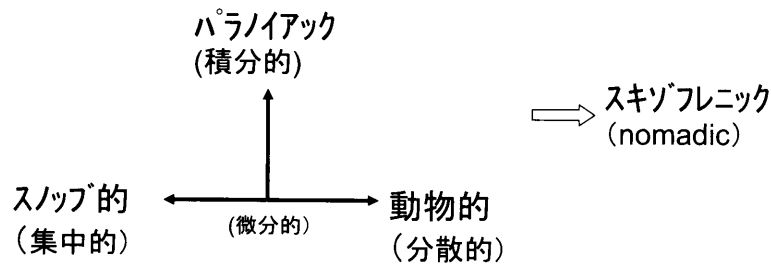 パラノイアック
(積分的)
スキゾフレニック
(nomadic)
スノッブ的
(集中的)
(微分的)
動物的
(分散的)